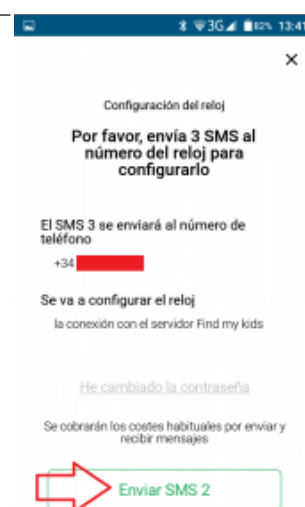 3G 82% 13:41
×
Configuración del reloj
Por favor, envía 3 SMS al
número del reloj para
configurarlo
El SMS 3 se enviará al número de
teléfono
+34
Se va a configurar el reloj
la conexión con el servidor Find my kids
He cambiado la contraseña
Se cobrarán los costes habituales por enviar y
recibir mensajes
Enviar SMS 2